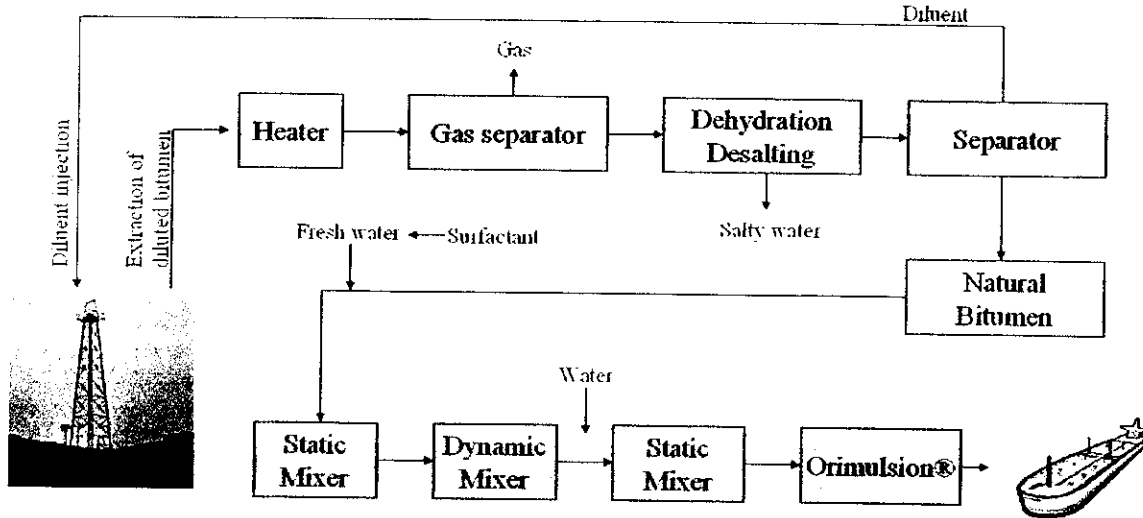 Diluent
Gas
Heater
Gas separator
Dehydration
Desalting
Separator
Diluent injection
Extraction of
diluted bitumen
Fresh water
Surfactant
Salty water
Natural
Bitumen
Water
Static
Mixer
Dynamic
Mixer
Static
Mixer
Orimulsion®